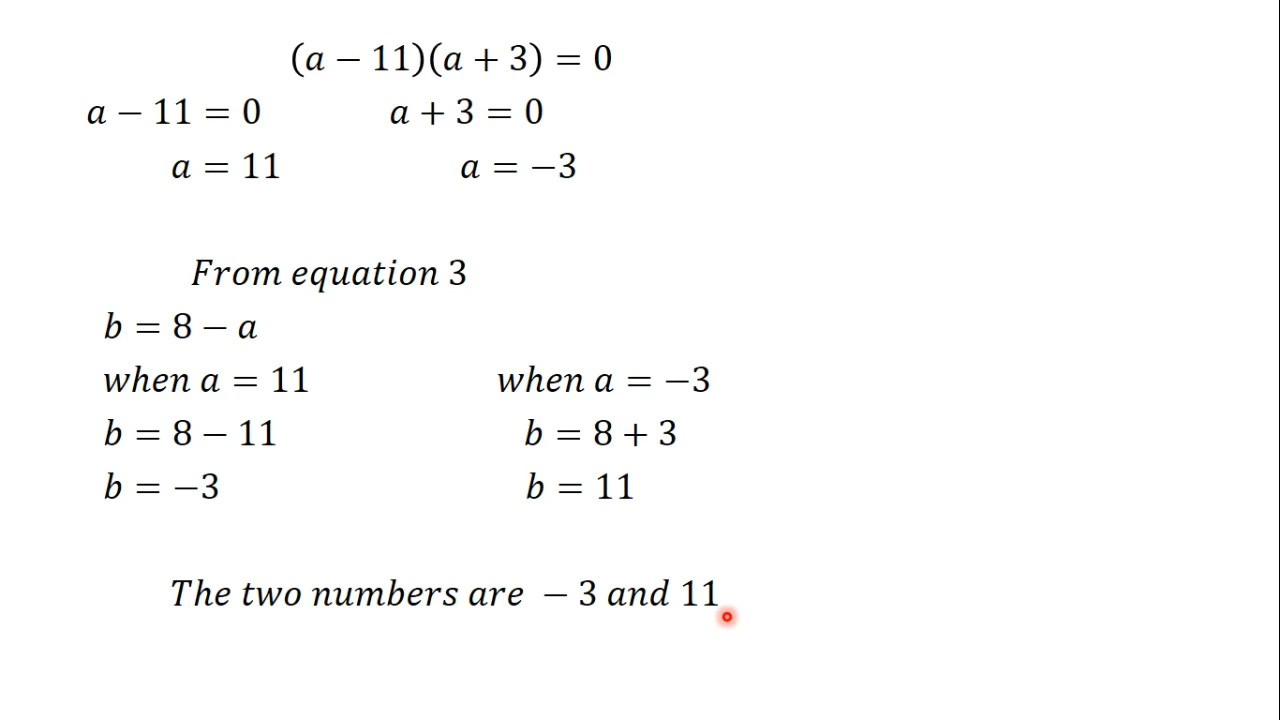 (a − 11)(a + 3) = 0
a − 11 = 0 a + 3 = 0
a = 11 a = −3
From equation 3
b = 8 − a
when a = 11 when a = −3
b = 8 − 11 b = 8 + 3
b = −3 b = 11
The two numbers are − 3 and 11